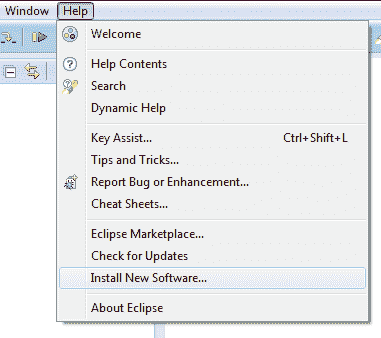 Window Help
Welcome
Help Contents
Search
Dynamic Help
Key Assist... Ctrl+Shift+L
Tips and Tricks...
Report Bug or Enhancement...
Cheat Sheets...
Eclipse Marketplace...
Check for Updates
Install New Software...
About Eclipse